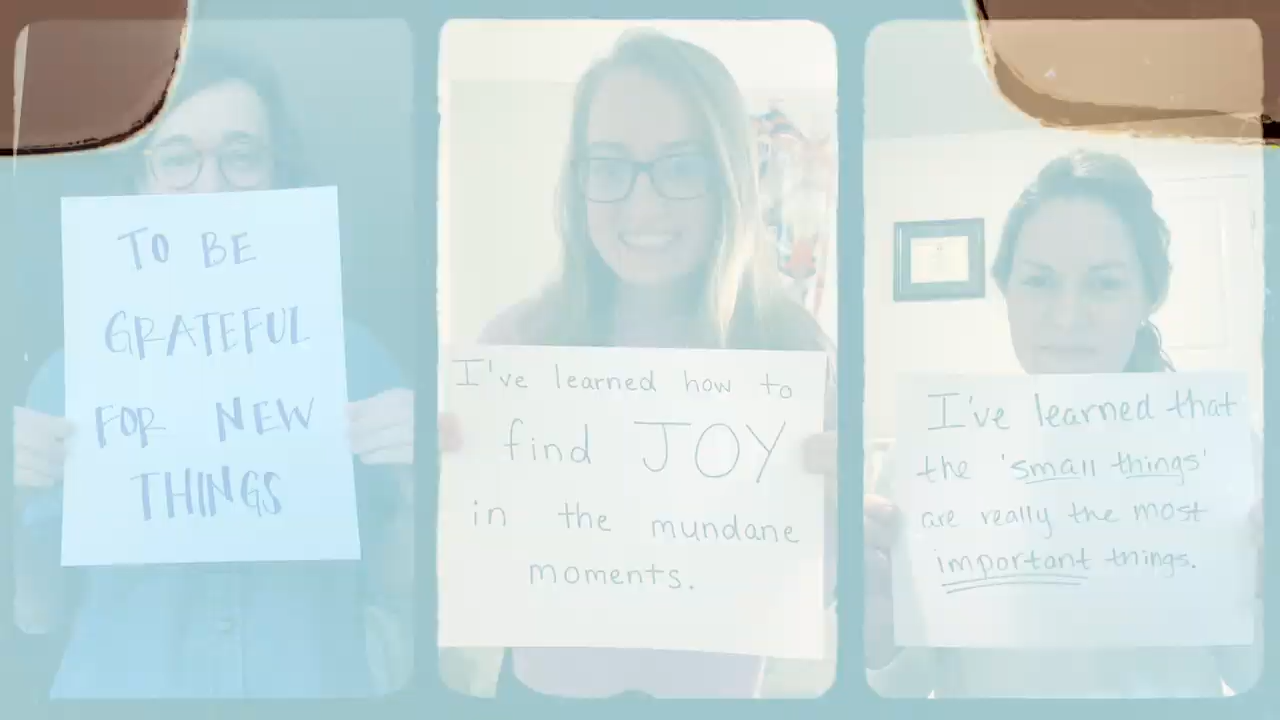 TO BE
GRATEFUL
FOR NEW
THINGS
I've learned how to
find JOY
in the mundane
moments.
I've learned that
the 'small things'
are really the most
important things.